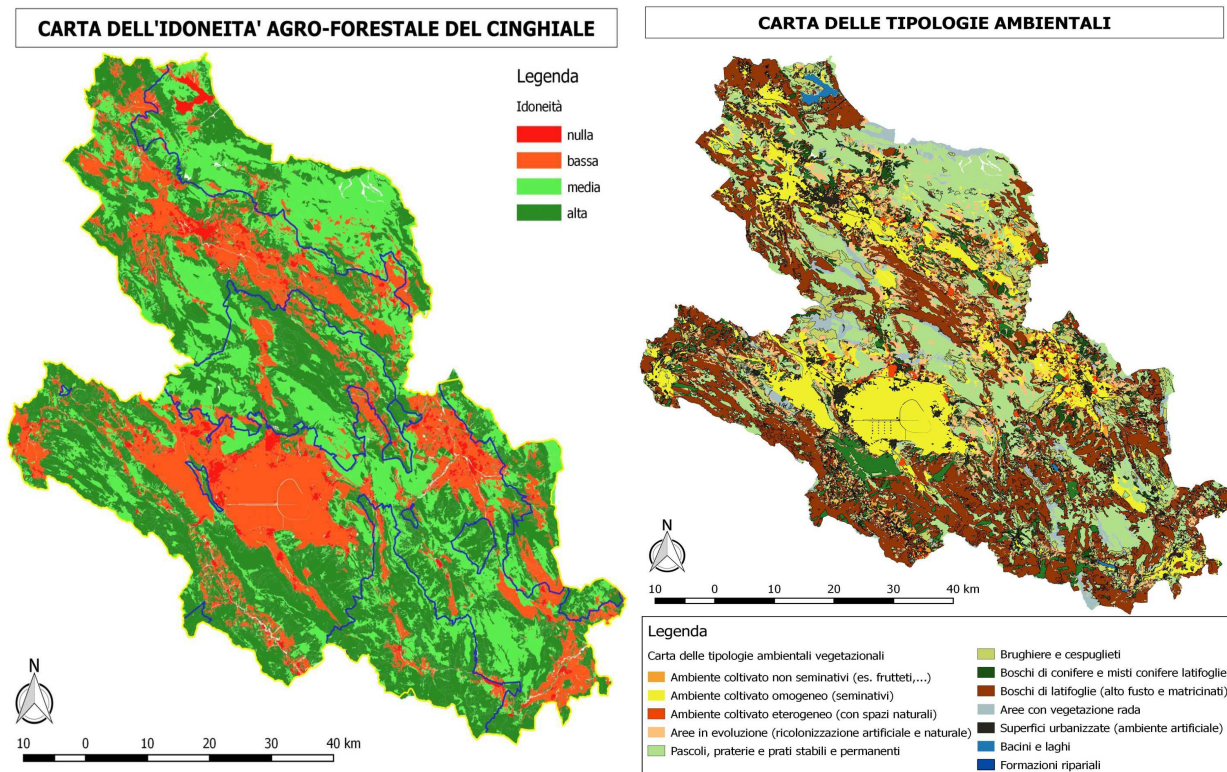 CARTA DELL'IDONEITA' AGRO-FORESTALE DEL CINGHIALE
Legenda
Idoneità
nulla
bassa
media
alta
N
10 0 10 20 30 40 km
CARTA DELLE TIPOLOGIE AMBIENTALI
N
10 0 10 20 30 40 km
Legenda
Carta delle tipologie ambientali vegetazionali
Ambiente coltivato non seminativi (es. frutteti,...)
Ambiente coltivato omogeneo (seminativi)
Ambiente coltivato eterogeneo (con spazi naturali)
Aree in evoluzione (ricolonizzazione artificiale e naturale)
Pascoli, praterie e prati stabili e permanenti
Brughiere e cespuglieti
Boschi di conifere e misti conifere latifoglie
Boschi di latifoglie (alto fusto e matricinati)
Aree con vegetazione rada
Superfici urbanizzate (ambiente artificiale)
Bacini e laghi
Formazioni ripariali